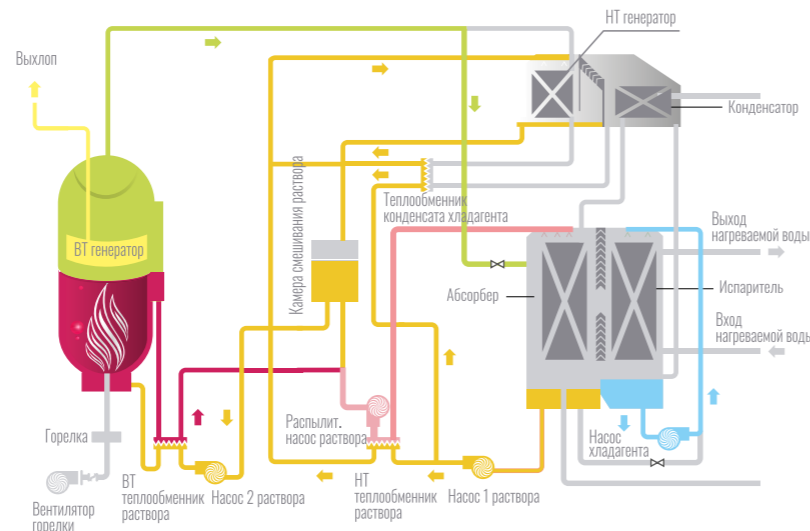 НТ генератор
Выхлоп
Конденсатор
Камера смешивания раствора
Теплообменник
конденсата хладагента
Выход
нагреваемой воды
ВТ генератор
Абсорбер
Испаритель
Вход
нагреваемой воды
Горелка
Распылит.
насос раствора
Насос
хладагента
ВТ
теплообменник
раствора
Насос 2 раствора
НТ
теплообменник
раствора
Насос 1 раствора
Вентилятор
горелки